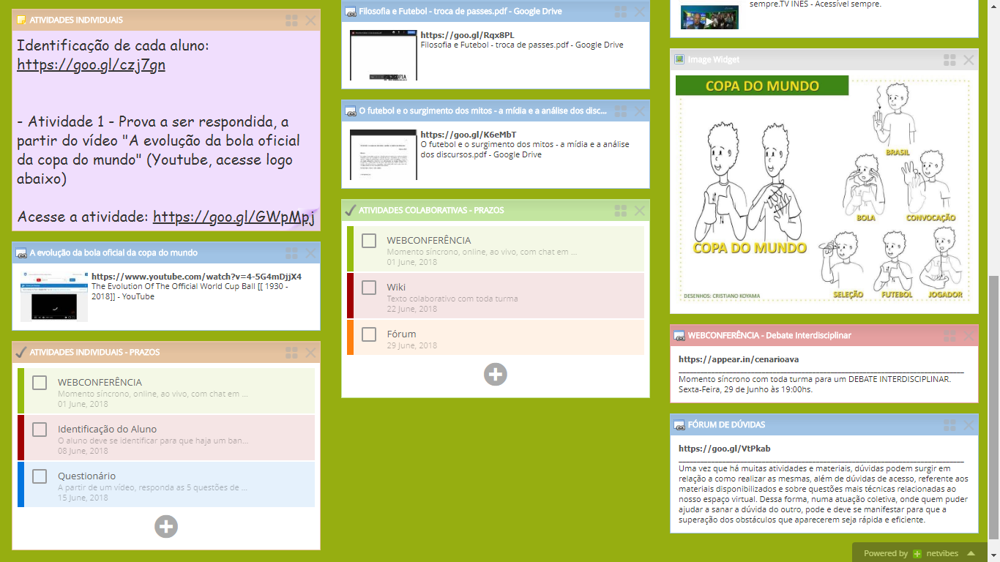 ATIVIDADES INDIVIDUAIS
Identificação de cada aluno:
https://goo.gl/czj7gn
- Atividade 1 - Prova a ser respondida, a
partir do vídeo "A evolução da bola oficial
da copa do mundo" (Youtube, acesse logo
abaixo)
Acesse a atividade: https://goo.gl/GWpMpj
A evolução da bola oficial da copa do mundo
https://www.youtube.com/watch?v=4-5G4mDjjX4
The Evolution Of The Official World Cup Ball [[ 1930 -
2018]] - YouTube
ATIVIDADES INDIVIDUAIS - PRAZOS
WEBCONFERÊNCIA
Momento síncrono, online, ao vivo, com chat em ...
01 June, 2018
Identificação do Aluno
O aluno deve se identificar para que haja um ban...
08 June, 2018
Questionário
A partir de um vídeo, responda as 5 questões de ...
15 June, 2018
Filosofia e Futebol - troca de passes.pdf - Google Drive
https://goo.gl/Rqx8PL
Filosofia e Futebol - troca de passes.pdf - Google Drive
O futebol e o surgimento dos mitos - a mídia e a análise dos disc...
https://goo.gl/K6eMbT
O futebol e o surgimento dos mitos - a mídia e a análise
dos discursos.pdf - Google Drive
ATIVIDADES COLABORATIVAS - PRAZOS
WEBCONFERÊNCIA
Momento síncrono, online, ao vivo, com chat em ...
01 June, 2018
Wiki
Texto colaborativo com toda turma
22 June, 2018
Fórum
29 June, 2018
sempre.TV INES - Acessível sempre.
Image Widget
COPA DO MUNDO
BRASIL
BOLA
CONVOCAÇÃO
COPA DO MUNDO
SELEÇÃO
FUTEBOL
JOGADOR
DESENHOS: CRISTIANO KOYAMA
WEBCONFERÊNCIA - Debate Interdisciplinar
https://appear.in/cenarioava
Momento síncrono com toda turma para um DEBATE INTERDISCIPLINAR.
Sexta-Feira, 29 de Junho às 19:00hs.
FÓRUM DE DÚVIDAS
https://goo.gl/VtPkab
Uma vez que há muitas atividades e materiais, dúvidas podem surgir em
relação a como realizar as mesmas, além de dúvidas de acesso, referente aos
materiais disponibilizados e sobre questões mais técnicas relacionadas ao
nosso espaço virtual. Dessa forma, numa atuação coletiva, onde quem puder
ajudar a sanar a dúvida do outro, pode e deve se manifestar para que a
superação dos obstáculos que aparecerem seja rápida e eficiente.
Powered by netvibes